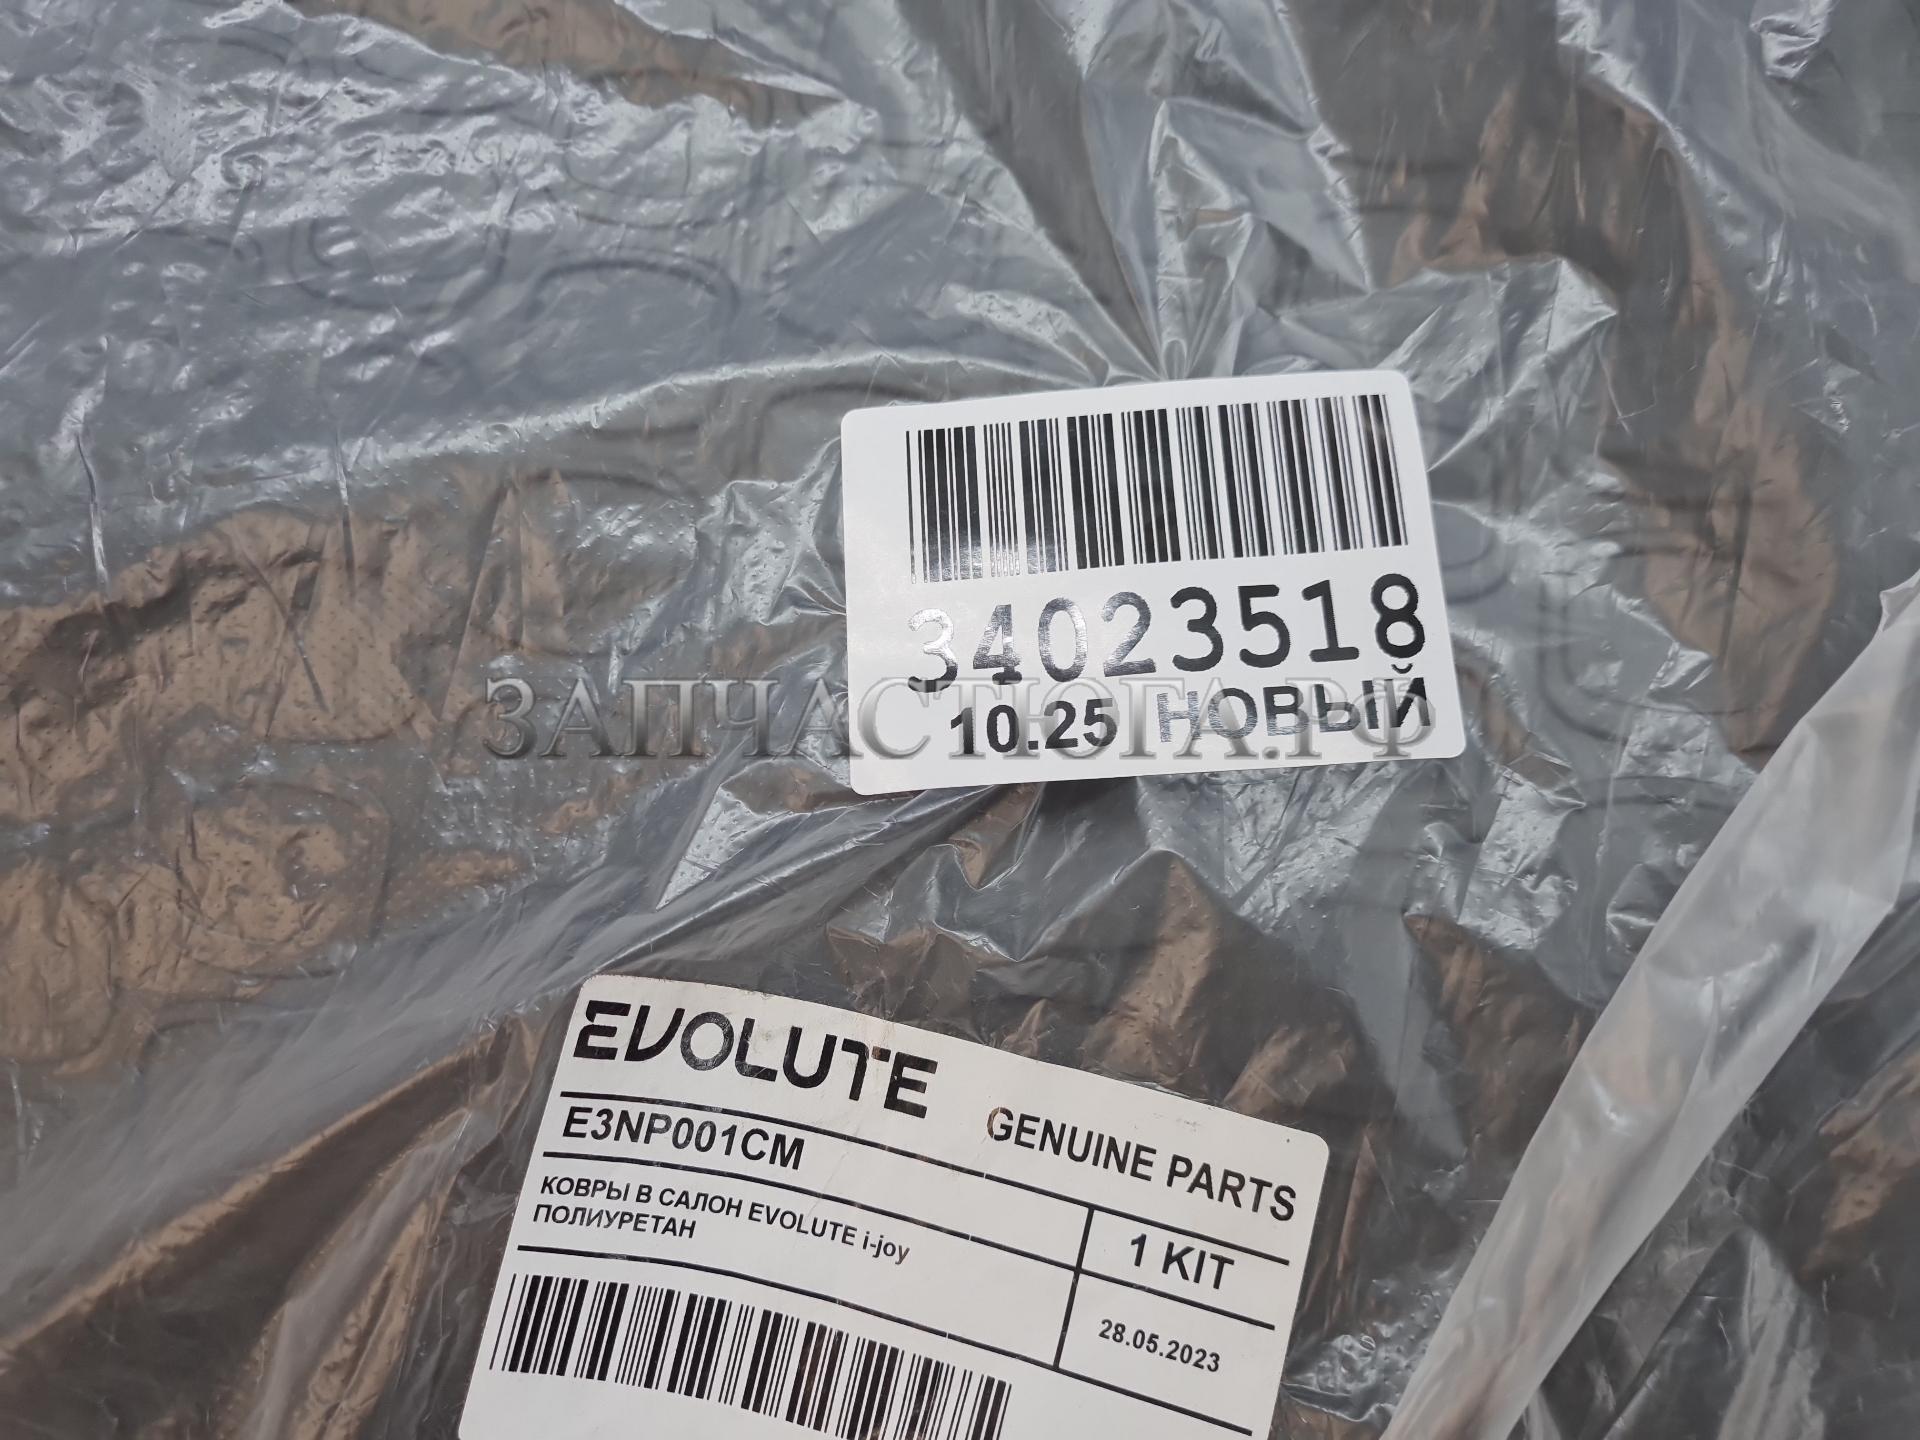 34023518
10.25 НОВЫЙ
ЗАПЧАСТЮГА.РФ
EVOLUTE
GENUINE PARTS
E3NP001CM
КОВРЫ В САЛОН EVOLUTE i-joy
ПОЛИУРЕТАН
1 KIT
28.05.2023